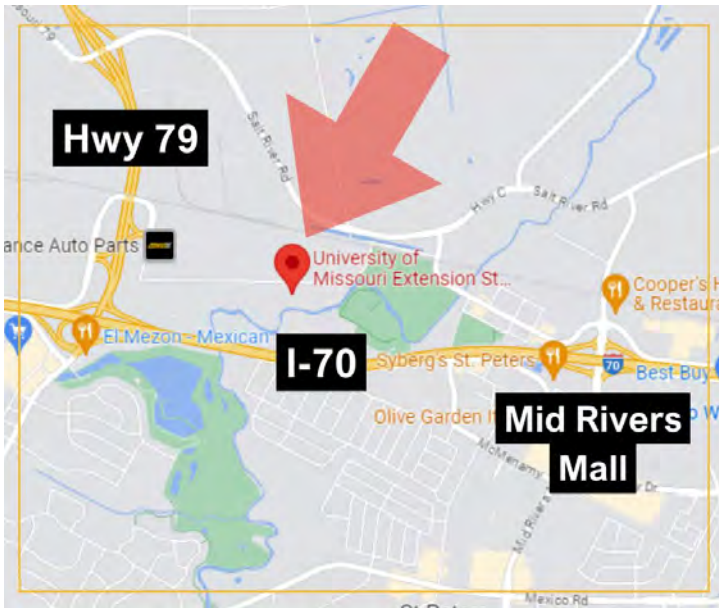 Hwy 79
Salt River Rd
Hwy C
Salt River Rd
ance Auto Parts
University of
Missouri Extension St...
Cooper's H
& Restaura
El Mezon - Mexican
I-70
Syberg's St. Peters
70
Best Buy
Olive Garden It
Mid Rivers
Mall
McMenamy
Dr
Mid Rivers
Mexico Rd